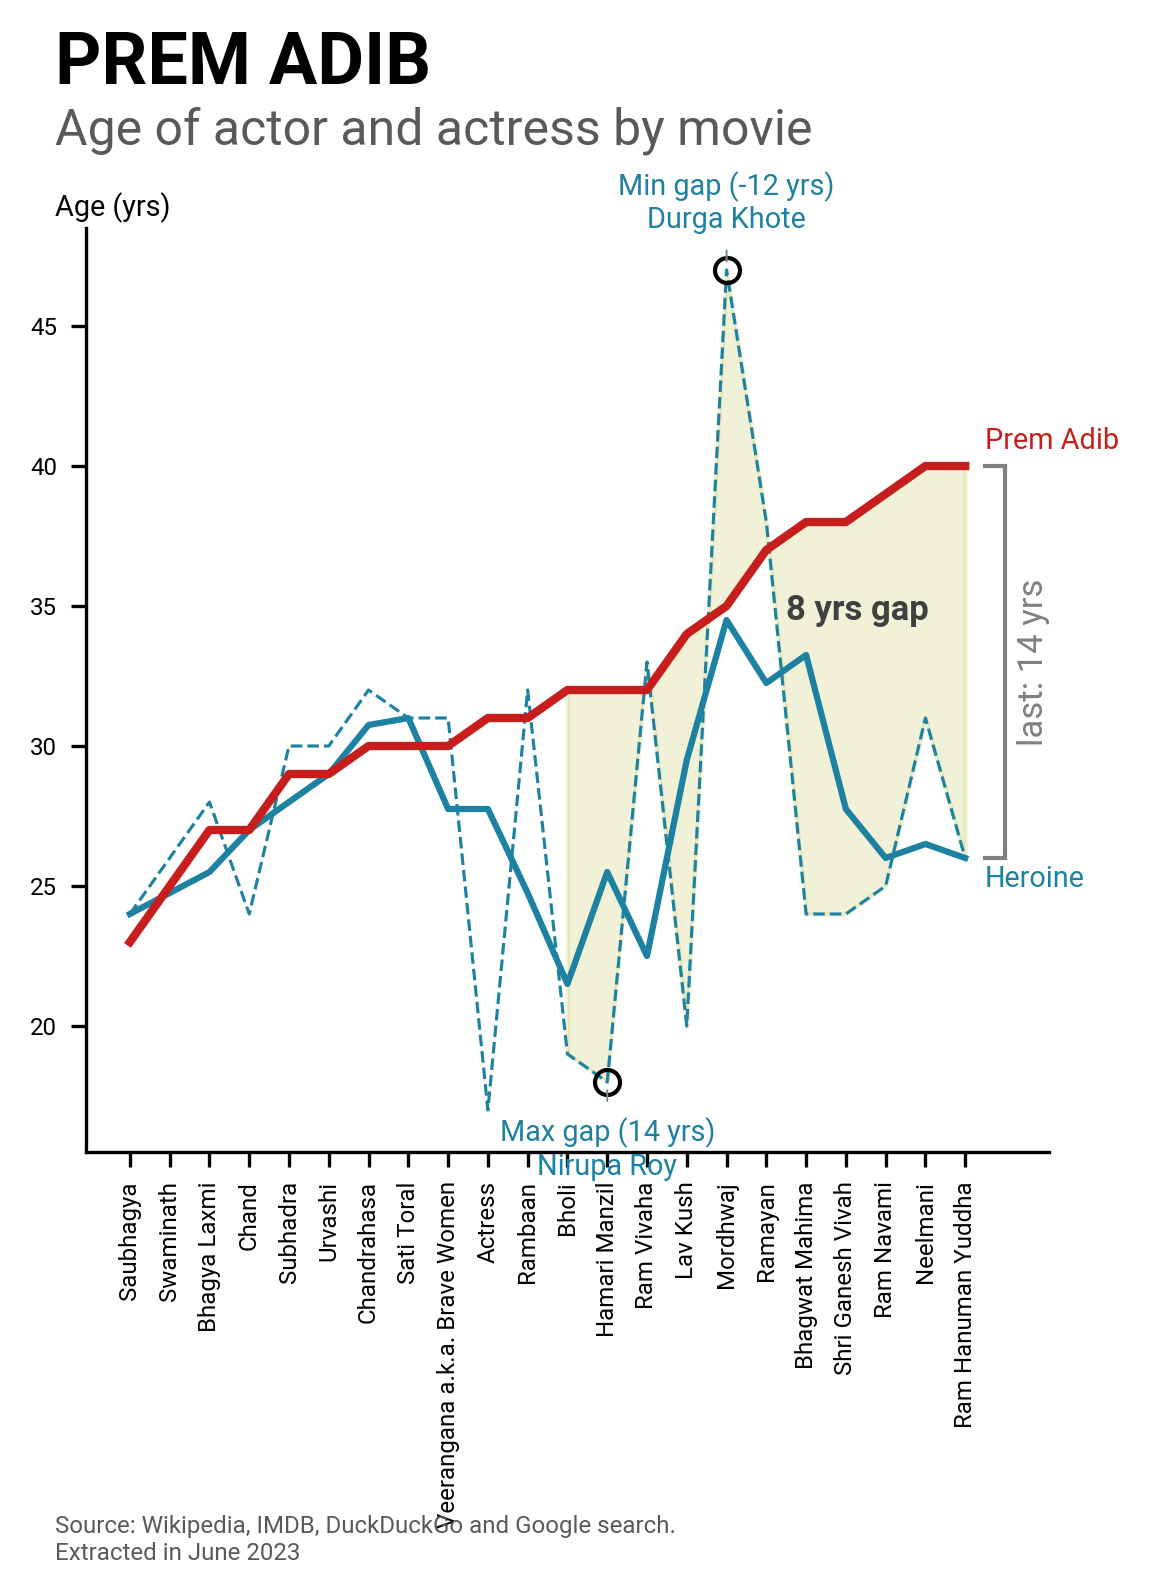 PREM ADIB
Age of actor and actress by movie
Min gap (-12 yrs)
Durga Khote
Age (yrs)
45
40
35
30
25
20
Prem Adib
8 yrs gap
last: 14 yrs
Heroine
Max gap (14 yrs)
Nirupa Roy
Saubhagya
Swaminath
Bhagya Laxmi
Chand
Subhadra
Urvashi
Chandrahasa
Sati Toral
Veerangana a.k.a. Brave Women
Actress
Rambaan
Bholi
Hamari Manzil
Ram Vivaha
Lav Kush
Mordhwaj
Ramayan
Bhagwat Mahima
Shri Ganesh Vivah
Ram Navami
Neelmani
Ram Hanuman Yuddha
Source: Wikipedia, IMDB, DuckDuckGo and Google search.
Extracted in June 2023